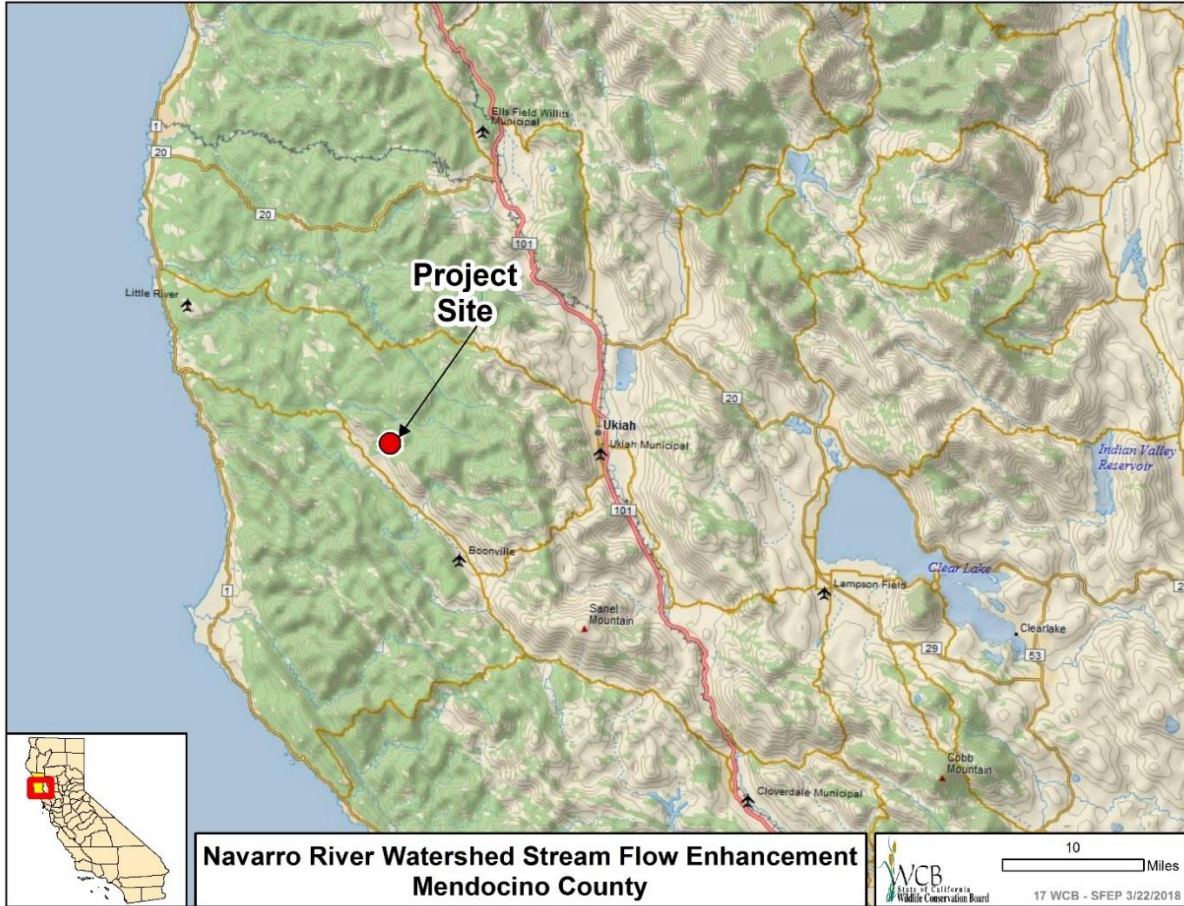 Ells Field Willits
Municipal
1
20
20
101
Project
Site
Little River
20
Ukiah
Ukiah Municipal
Indian Valley
Reservoir
101
Boonville
Clear Lake
Lampson Field
1
Sanel
Mountain
Clearlake
29
53
2
Cobb
Mountain
Cloverdale Municipal
Navarro River Watershed Stream Flow Enhancement
Mendocino County
WCB
State of California
Wildlife Conservation Board
10
Miles
17 WCB - SFEP 3/22/2018